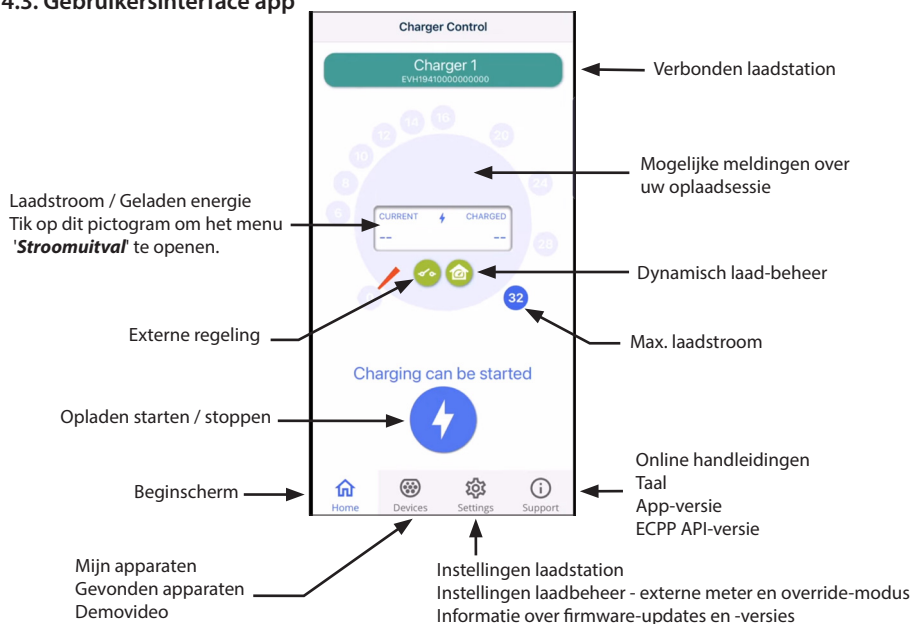 4.3. Gebruikersinterface app
Charger Control
Charger 1
EVH19410000000000
Verbonden laadstation
6
8
10
12
14
16
20
24
28
32
Mogelijke meldingen over
uw oplaadsessie
Laadstroom / Geladen energie
Tik op dit pictogram om het menu
'Stroomuitval' te openen.
CURRENT
CHARGED
--
--
Dynamisch laad-beheer
Externe regeling
Max. laadstroom
Charging can be started
Opladen starten / stoppen
Beginscherm
Home
Devices
Settings
Support
Online handleidingen
Taal
App-versie
ECPP API-versie
Mijn apparaten
Gevonden apparaten
Demovideo
Instellingen laadstation
Instellingen laadbeheer - externe meter en override-modus
Informatie over firmware-updates en -versies